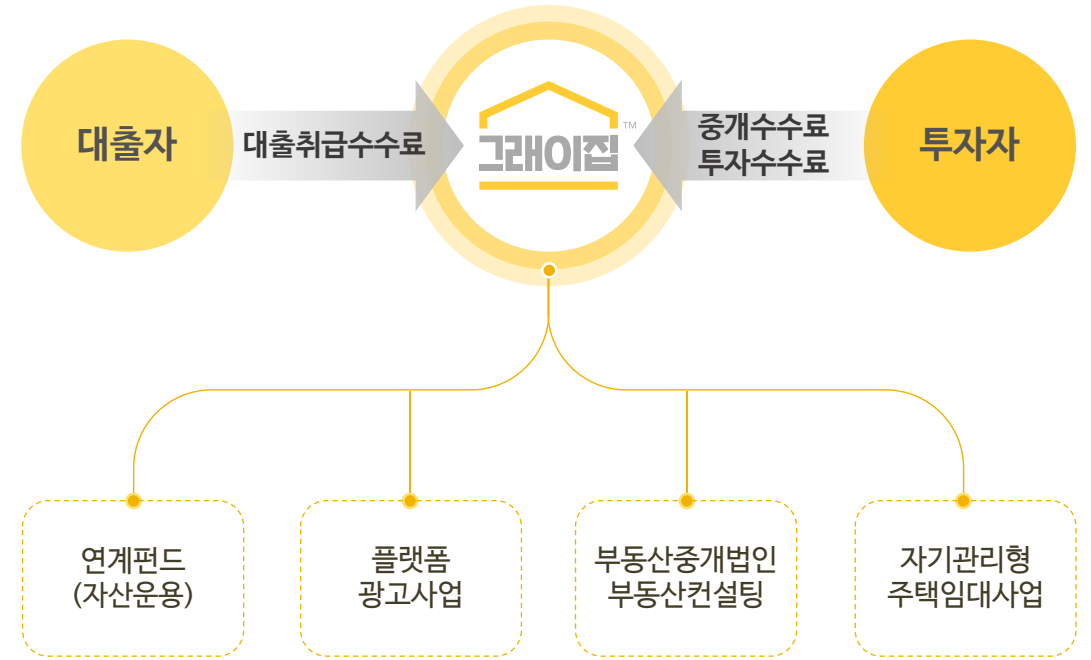 대출자
대출취급수수료
그래이집™
중개수수료
투자수수료
투자자
연계펀드
(자산운용)
플랫폼
광고사업
부동산중개법인
부동산컨설팅
자기관리형
주택임대사업